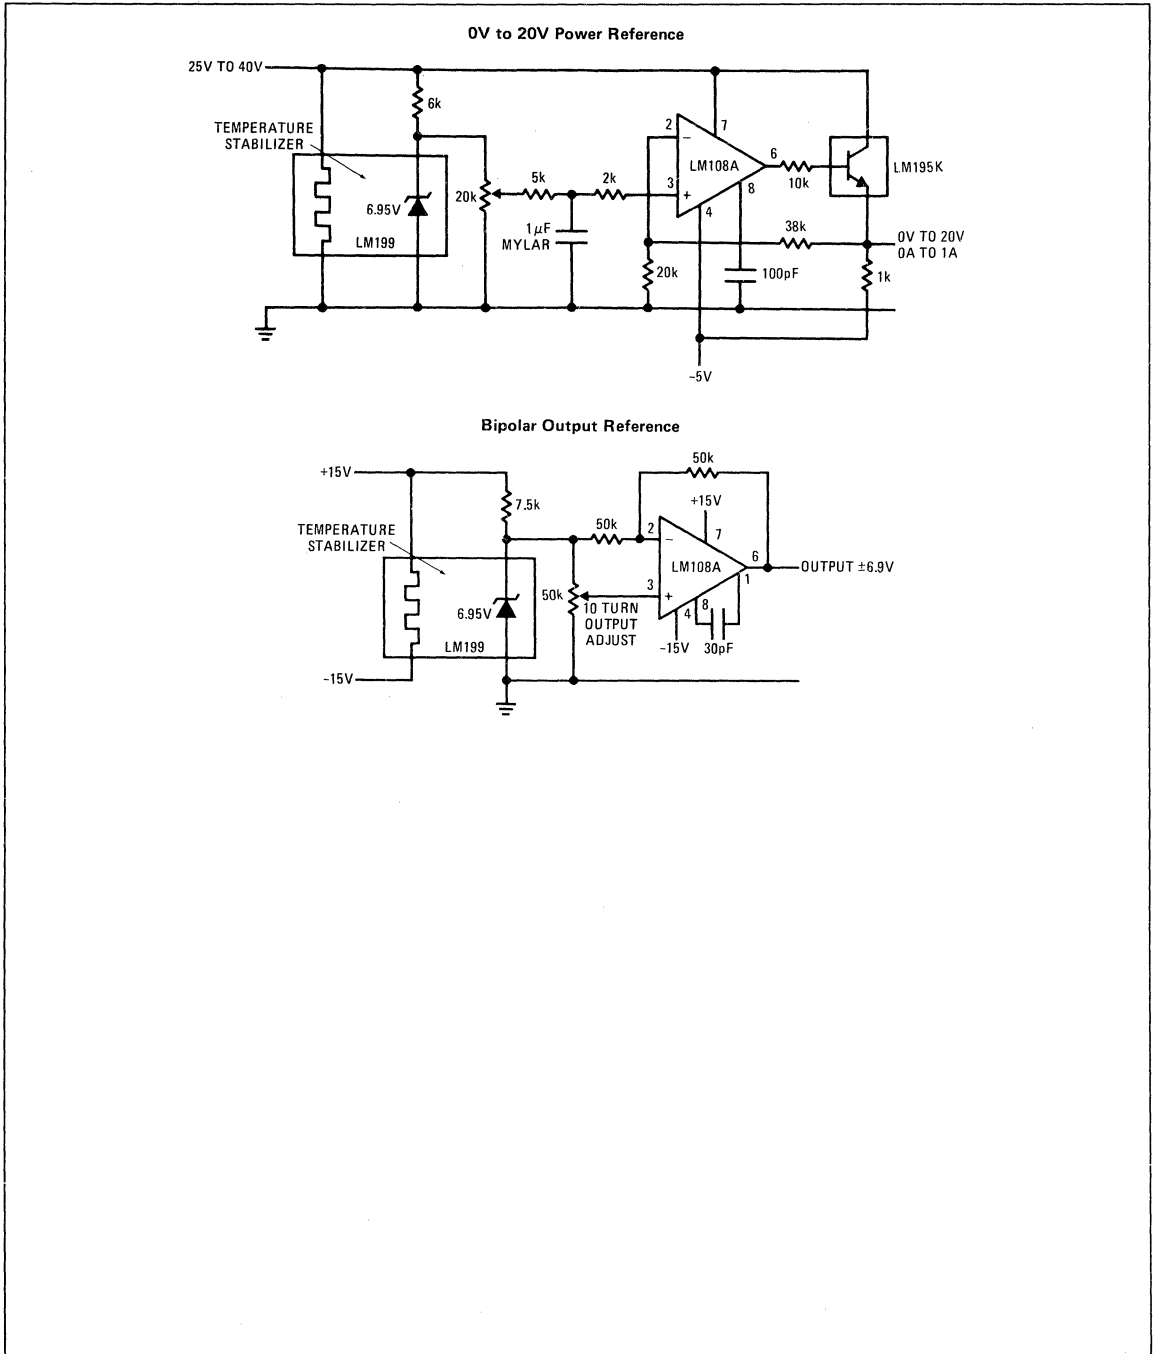 0V to 20V Power Reference
25V TO 40V
6k
TEMPERATURE
STABILIZER
6.95V
LM199
20k
5k
2k
1µF
MYLAR
2
3
−
+
LM108A
7
6
8
4
10k
LM195K
38k
20k
100pF
0V TO 20V
0A TO 1A
1k
−5V
Bipolar Output Reference
+15V
7.5k
TEMPERATURE
STABILIZER
6.95V
LM199
−15V
50k
50k
50k
10 TURN
OUTPUT
ADJUST
+15V
2
3
−
+
LM108A
7
6
1
8
4
−15V
30pF
OUTPUT ±6.9V